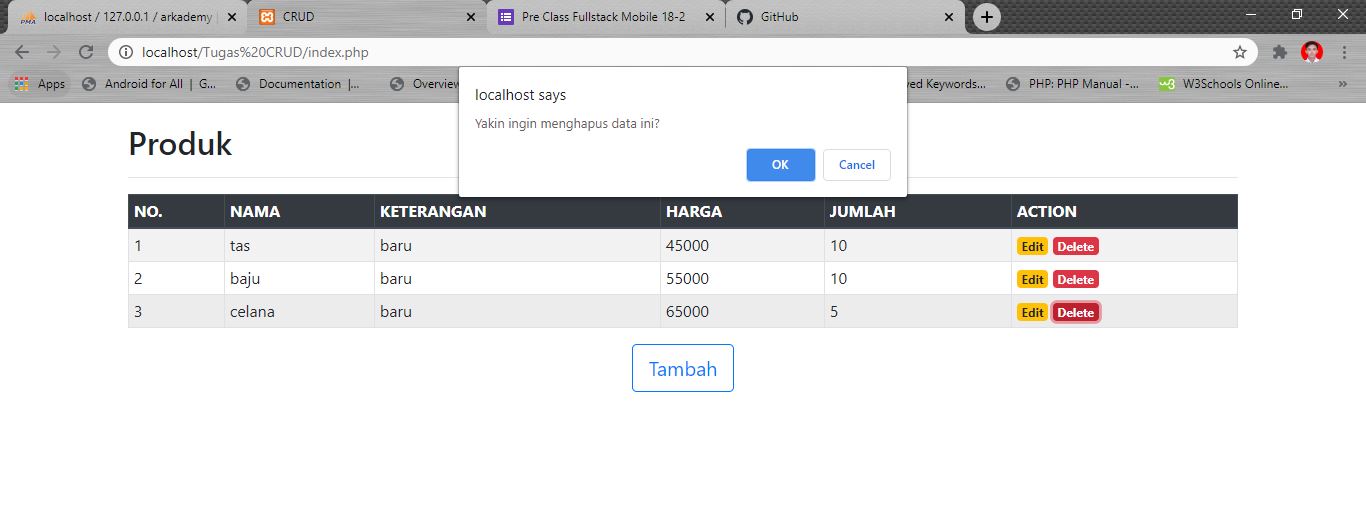 localhost / 127.0.0.1 / arkademy CRUD Pre Class Fullstack Mobile 18-2 GitHub
localhost/Tugas%20CRUD/index.php
Apps Android for All | G... Documentation |... Overview PHP: PHP Manual -... W3Schools Online...
localhost says
Yakin ingin menghapus data ini?
OK Cancel
Produk
NO. NAMA KETERANGAN HARGA JUMLAH ACTION
1 tas baru 45000 10 Edit Delete
2 baju baru 55000 10 Edit Delete
3 celana baru 65000 5 Edit Delete
Tambah